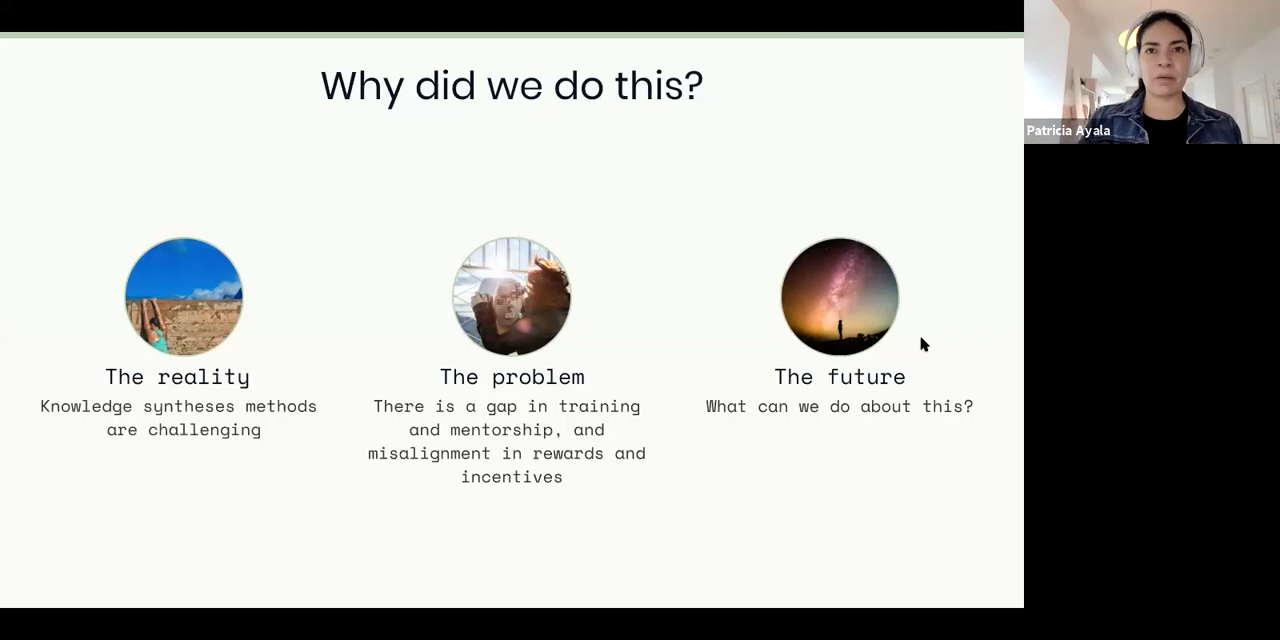 Why did we do this?
Patricia Ayala
The reality
Knowledge syntheses methods
are challenging
The problem
There is a gap in training
and mentorship, and
misalignment in rewards and
incentives
The future
What can we do about this?